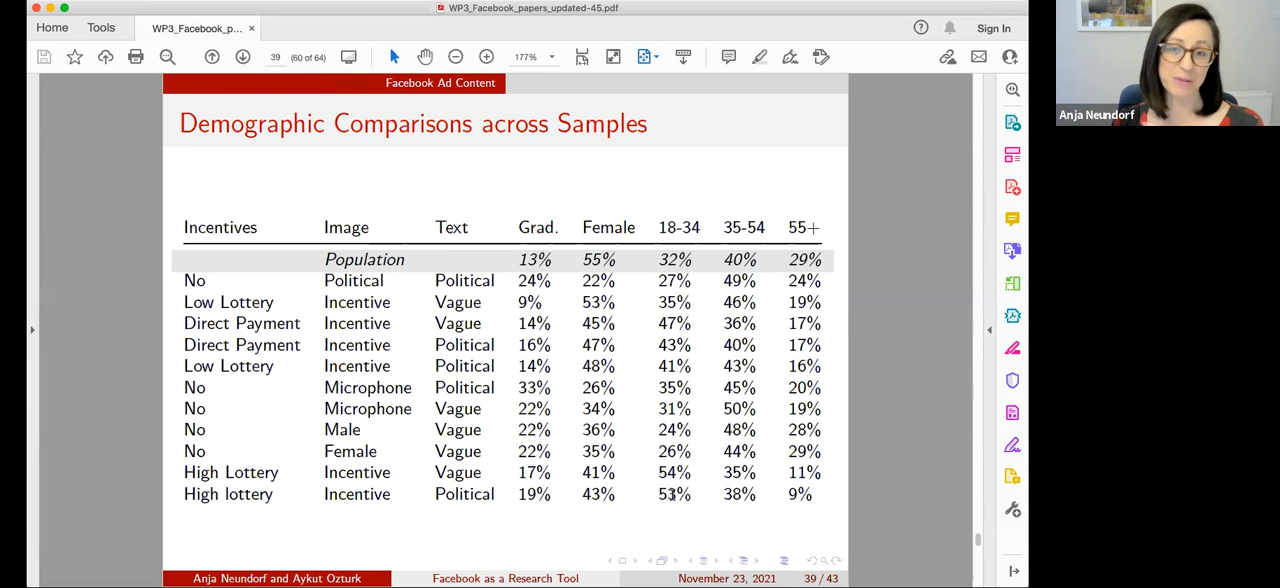 WP3_Facebook_papers_updated-45.pdf
Home Tools WP3_Facebook_p... × Sign In
39 (60 of 64) 177%
Facebook Ad Content
Demographic Comparisons across Samples
Incentives Image Text Grad. Female 18-34 35-54 55+
Population 13% 55% 32% 40% 29%
No Political Political 24% 22% 27% 49% 24%
Low Lottery Incentive Vague 9% 53% 35% 46% 19%
Direct Payment Incentive Vague 14% 45% 47% 36% 17%
Direct Payment Incentive Political 16% 47% 43% 40% 17%
Low Lottery Incentive Political 14% 48% 41% 43% 16%
No Microphone Political 33% 26% 35% 45% 20%
No Microphone Vague 22% 34% 31% 50% 19%
No Male Vague 22% 36% 24% 48% 28%
No Female Vague 22% 35% 26% 44% 29%
High Lottery Incentive Vague 17% 41% 54% 35% 11%
High lottery Incentive Political 19% 43% 53% 38% 9%
Anja Neundorf and Aykut Ozturk Facebook as a Research Tool November 23, 2021 39 / 43
Anja Neundorf